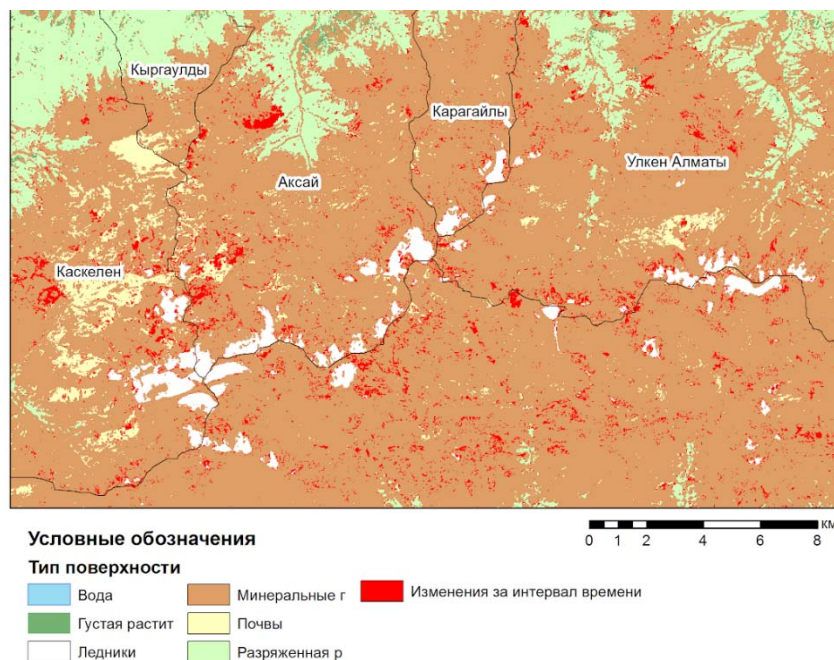 Кыргаулды
Карагайлы
Улкен Алматы
Аксай
Каскелен
км
0 1 2 4 6 8
Условные обозначения
Тип поверхности
Вода
Минеральные г
Изменения за интервал времени
Густая растит
Почвы
Ледники
Разряженная р